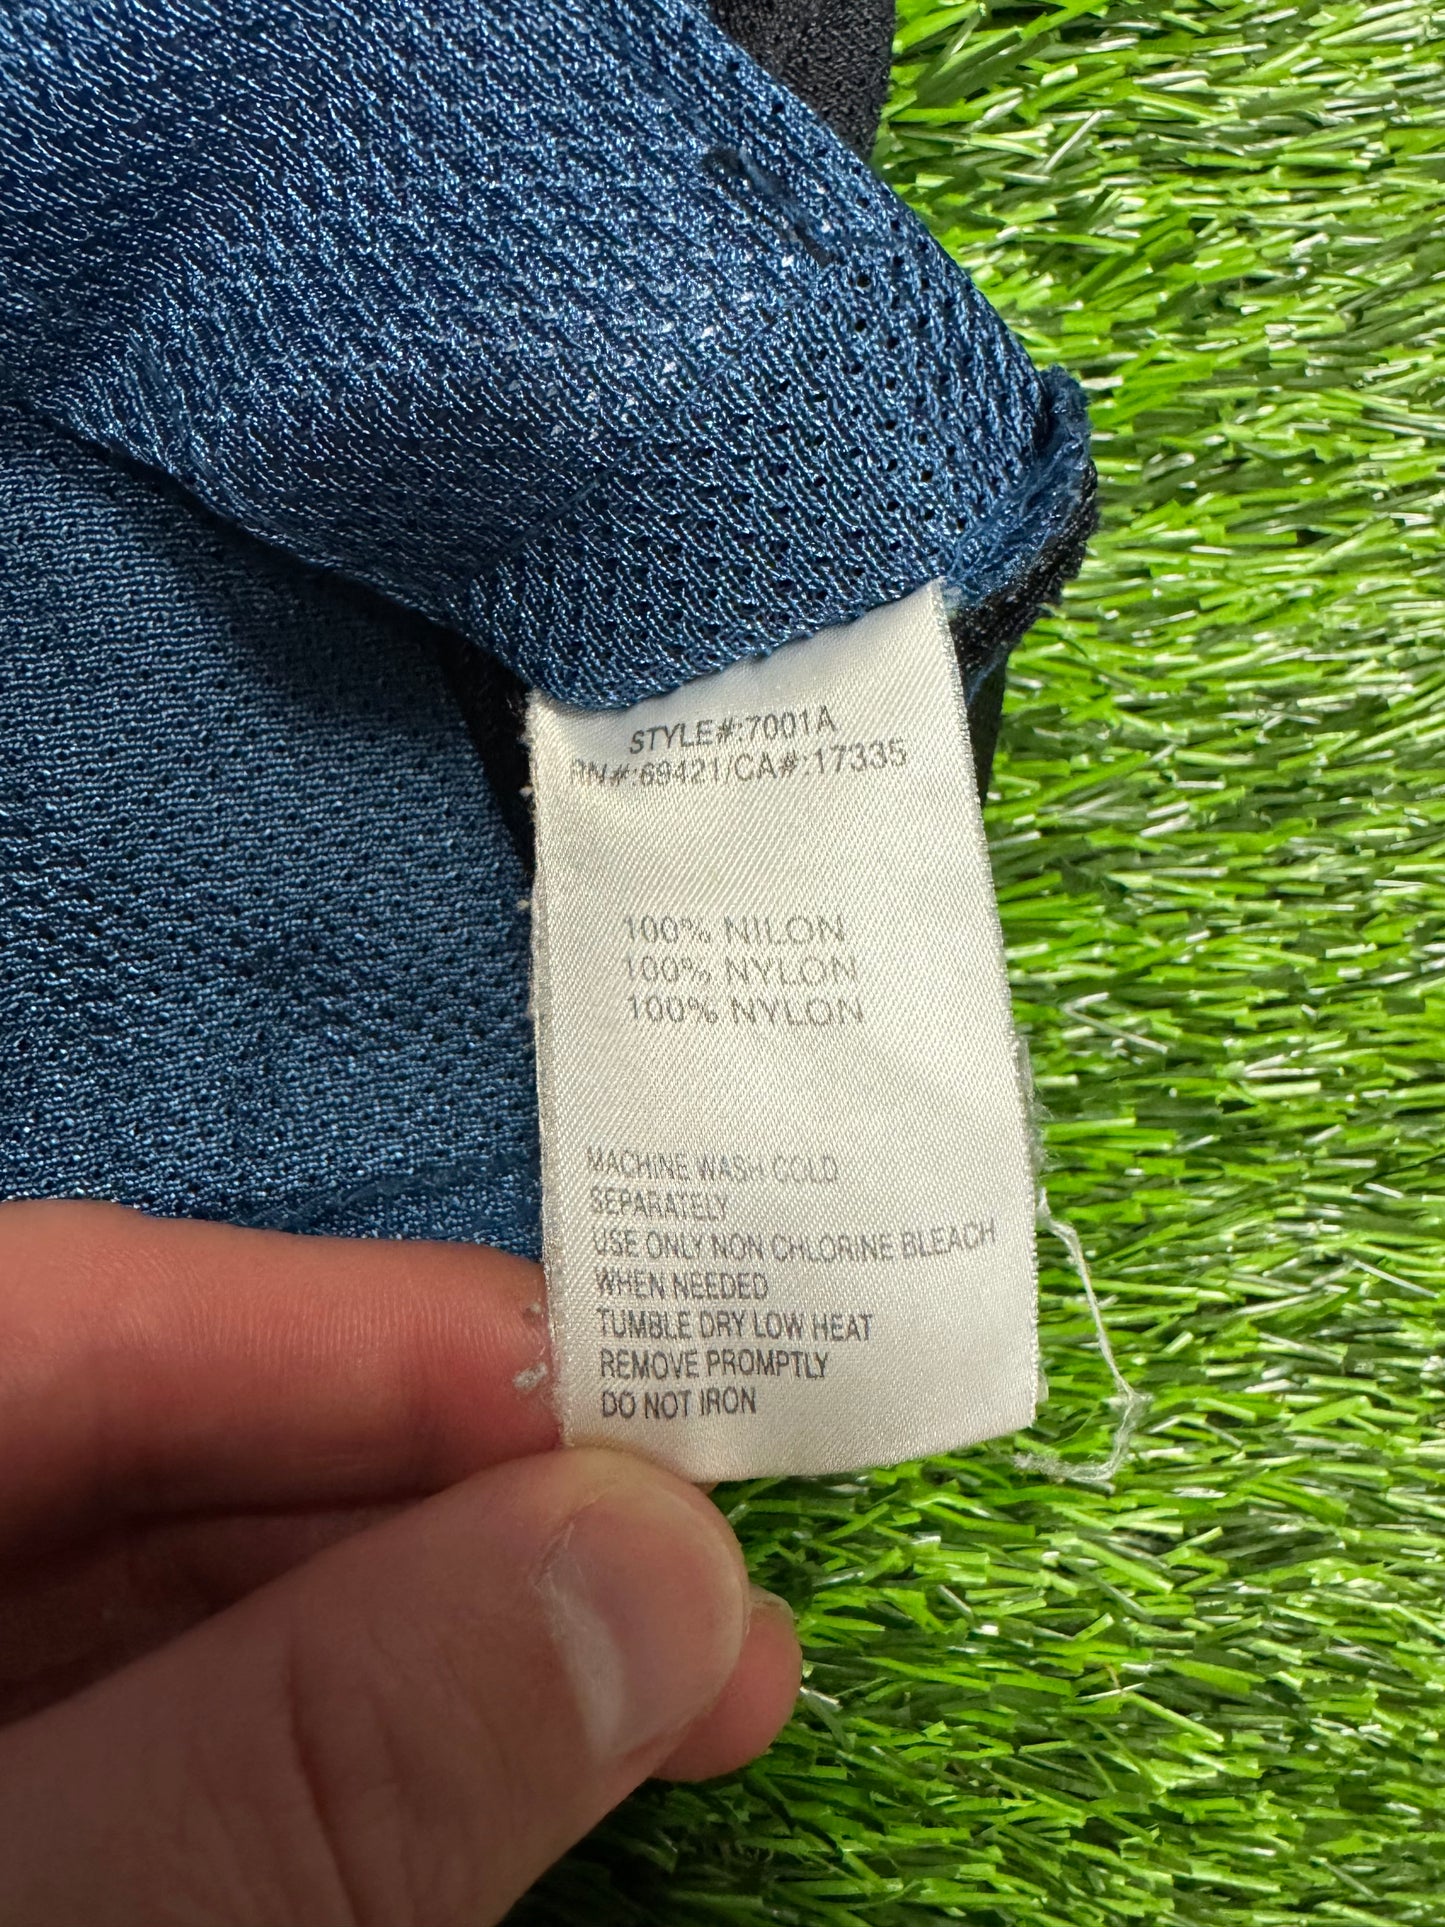 STYLE#:7001A
RN#:69421/CA#:17335
100% NILON
100% NYLON
100% NYLON
MACHINE WASH COLD
SEPARATELY
USE ONLY NON CHLORINE BLEACH
WHEN NEEDED
TUMBLE DRY LOW HEAT
REMOVE PROMPTLY
DO NOT IRON